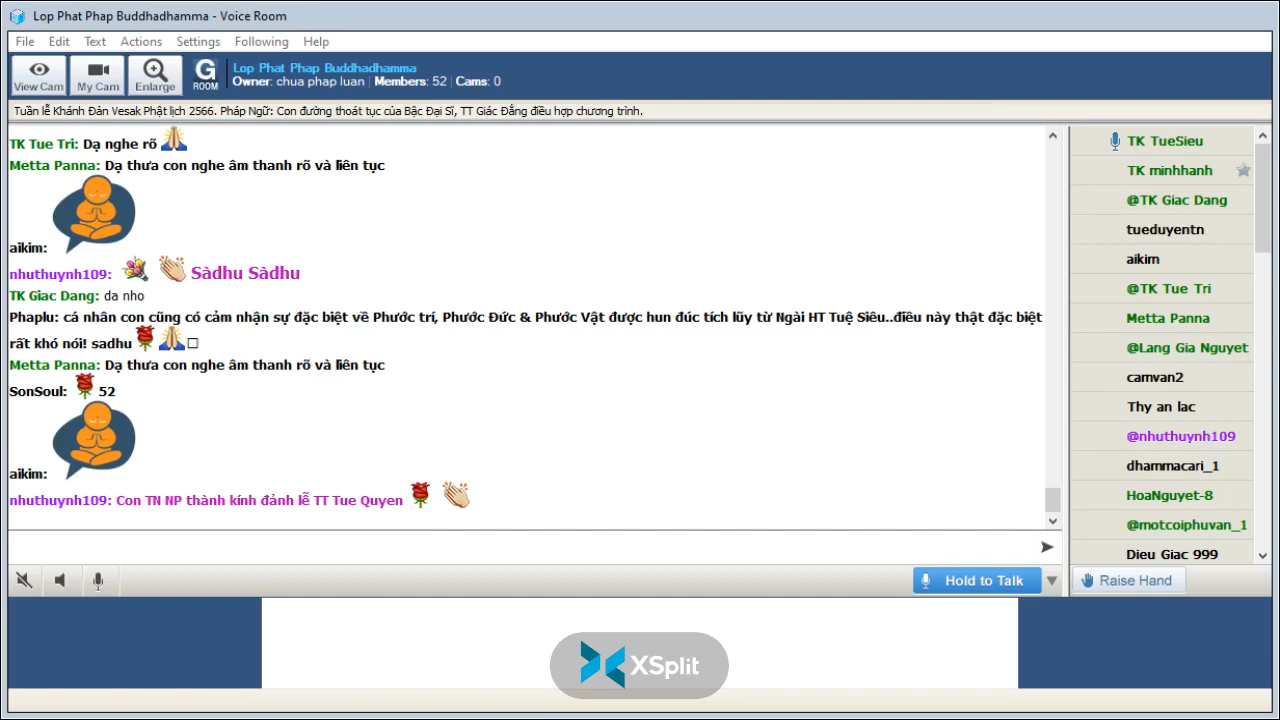 Lop Phat Phap Buddhadhamma - Voice Room
File Edit Text Actions Settings Following Help
View Cam My Cam Enlarge G ROOM
Lop Phat Phap Buddhadhamma
Owner: chua phap luan | Members: 52 | Cams: 0
Tuần lễ Khánh Đản Vesak Phật lịch 2566. Pháp Ngữ: Con đường thoát tục của Bậc Đại Sĩ, TT Giác Đẳng điều hợp chương trình.
TK Tue Tri: Dạ nghe rõ
Metta Panna: Dạ thưa con nghe âm thanh rõ và liên tục
aikim:
nhuthuynh109: Sàdhu Sàdhu
TK Giac Dang: da nho
Phaplu: cá nhân con cũng có cảm nhận sự đặc biệt về Phước trí, Phước Đức & Phước Vật được hun đúc tích lũy từ Ngài HT Tuệ Siêu..điều này thật đặc biệt
rất khó nói! sadhu
Metta Panna: Dạ thưa con nghe âm thanh rõ và liên tục
SonSoul: 52
aikim:
nhuthuynh109: Con TN NP thành kính đảnh lễ TT Tue Quyen
TK TueSieu
TK minhhanh
@TK Giac Dang
tueduyentn
aikim
@TK Tue Tri
Metta Panna
@Lang Gia Nguyet
camvan2
Thy an lac
@nhuthuynh109
dhammacari_1
HoaNguyet-8
@motcoiphuvan_1
Dieu Giac 999
Hold to Talk
Raise Hand
XSplit